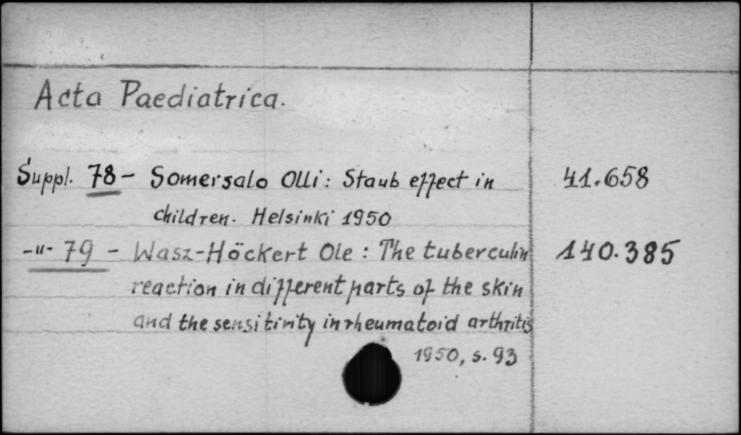 Acta Paediatrica.
Suppl. 78 - Somersalo Olli: Staub effect in 41.658
children. Helsinki 1950
-"- 79 - Wasz-Höckert Ole: The tuberculin 140.385
reaction in different parts of the skin
and the sensitivity in rheumatoid arthritis
1950, s. 93